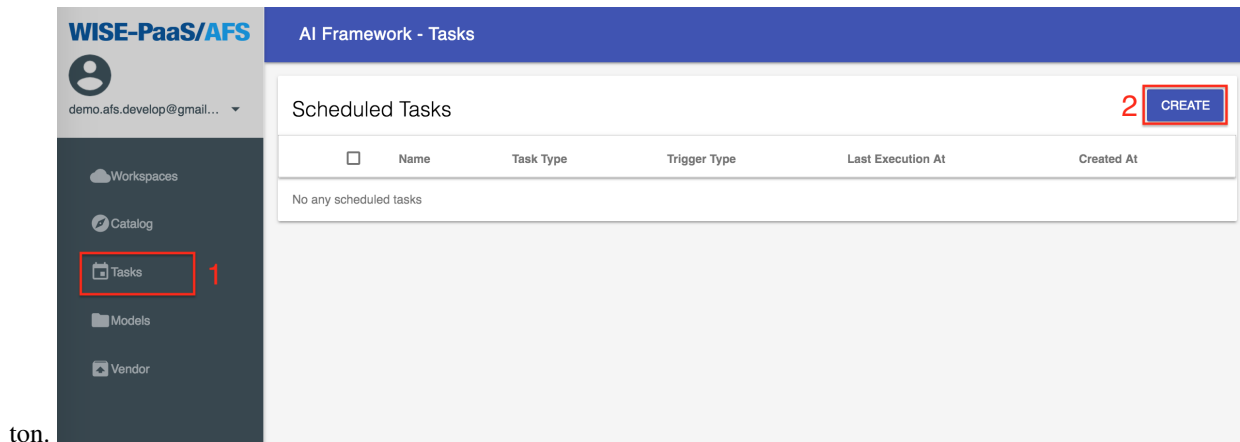 WISE-PaaS/AFS
AI Framework - Tasks
demo.afs.develop@gmail...
Scheduled Tasks
2 CREATE
Name Task Type Trigger Type Last Execution At Created At
No any scheduled tasks
Workspaces
Catalog
Tasks 1
Models
Vendor
ton.